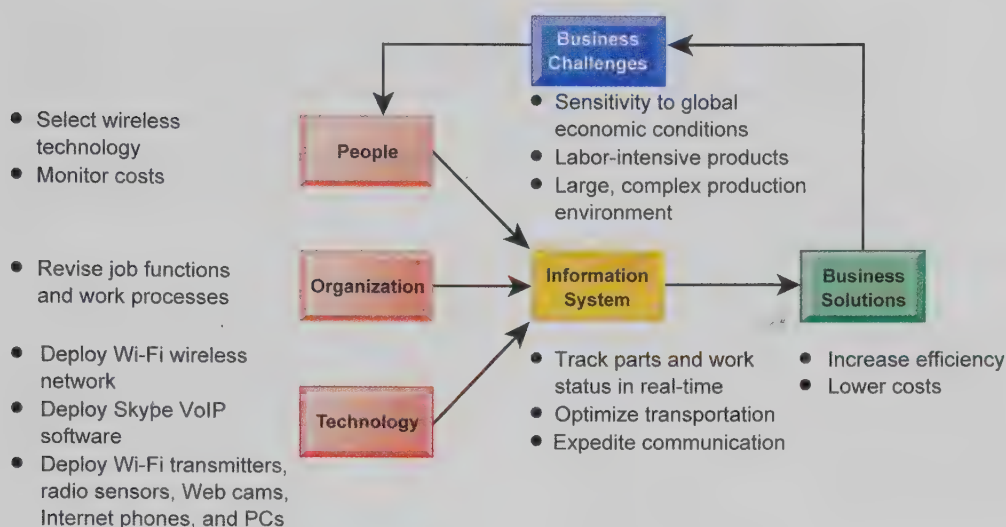 Business
Challenges
• Sensitivity to global
economic conditions
• Labor-intensive products
• Large, complex production
environment
• Select wireless
technology
• Monitor costs
People
• Revise job functions
and work processes
Organization
Information
System
Business
Solutions
• Deploy Wi-Fi wireless
network
• Deploy Skype VoIP
software
• Deploy Wi-Fi transmitters,
radio sensors, Web cams,
Internet phones, and PCs
Technology
• Track parts and work
status in real-time
• Optimize transportation
• Expedite communication
• Increase efficiency
• Lower costs